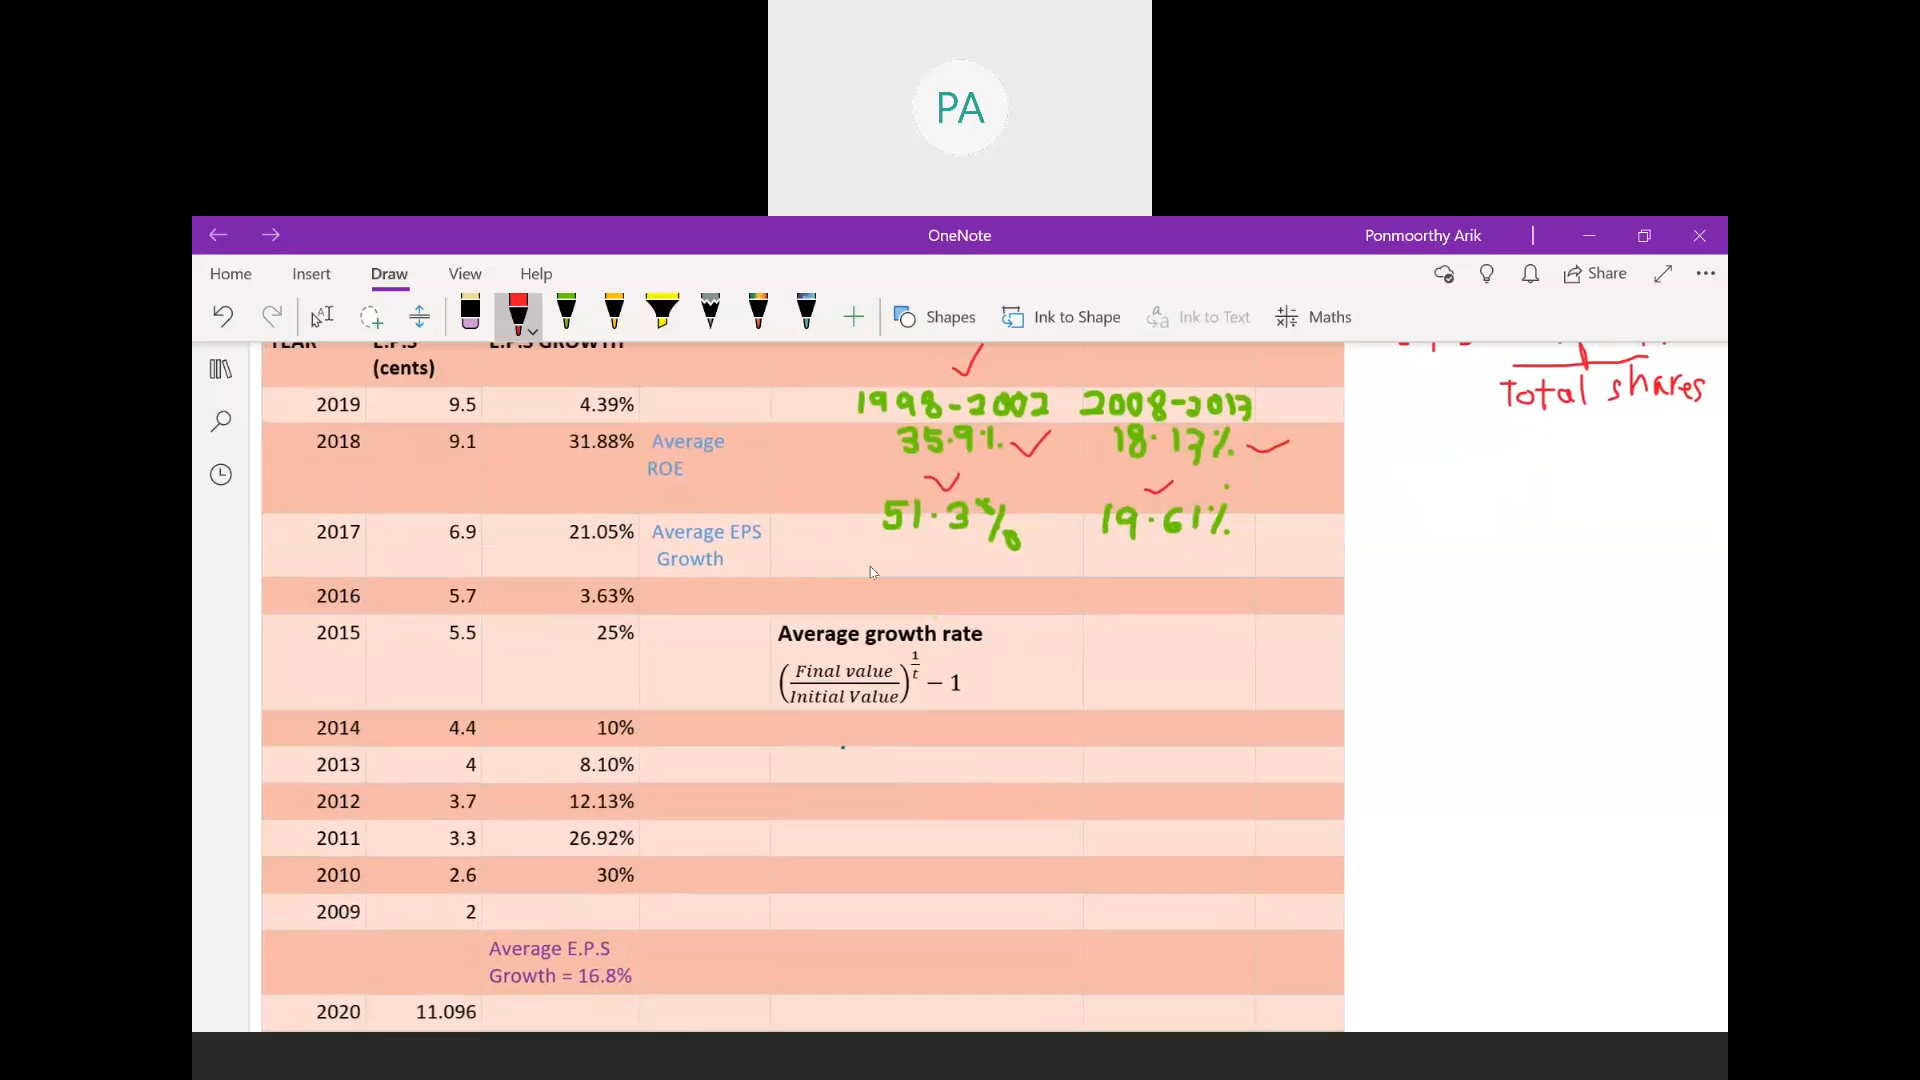 PA
OneNote
Ponmoorthy Arik
Home Insert Draw View Help
Share
Shapes
Ink to Shape
Ink to Text
Maths
YEAR E.P.S E.P.S GROWTH
(cents)
Total shares
2019 9.5 4.39% 1998-2002 2008-2017
2018 9.1 31.88% Average 35.9%. 18.17%.
ROE
51.3% 19.61%.
2017 6.9 21.05% Average EPS
Growth
2016 5.7 3.63%
2015 5.5 25% Average growth rate
(Final value / Initial Value)^(1/t) − 1
2014 4.4 10%
2013 4 8.10%
2012 3.7 12.13%
2011 3.3 26.92%
2010 2.6 30%
2009 2
Average E.P.S
Growth = 16.8%
2020 11.096